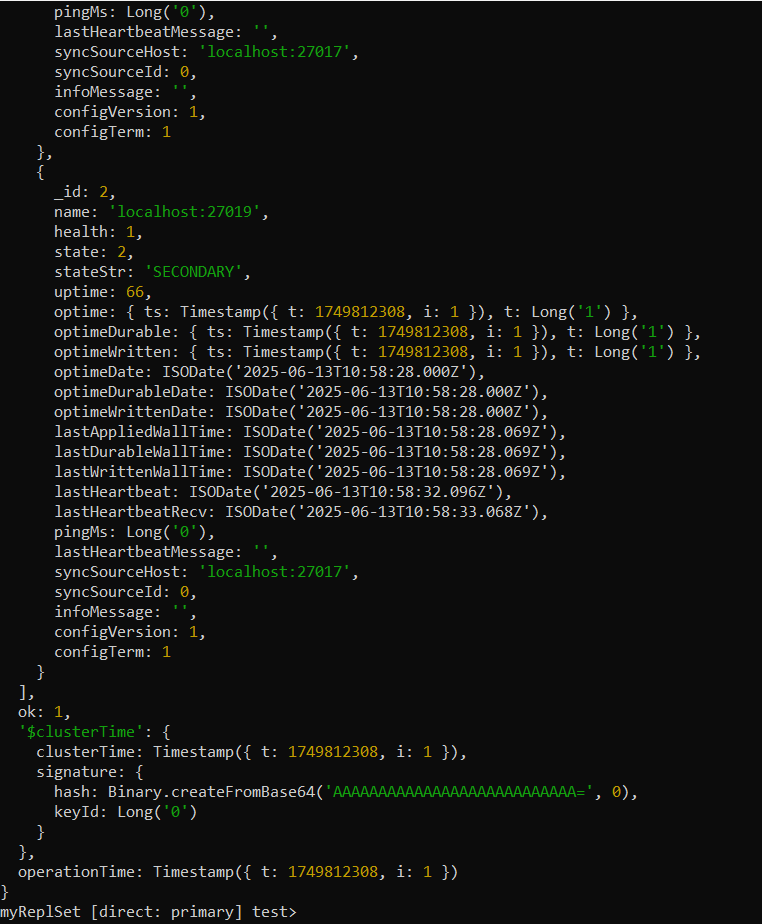 pingMs: Long('0'),
lastHeartbeatMessage: '',
syncSourceHost: 'localhost:27017',
syncSourceId: 0,
infoMessage: '',
configVersion: 1,
configTerm: 1
},
{
_id: 2,
name: 'localhost:27019',
health: 1,
state: 2,
stateStr: 'SECONDARY',
uptime: 66,
optime: { ts: Timestamp({ t: 1749812308, i: 1 }), t: Long('1') },
optimeDurable: { ts: Timestamp({ t: 1749812308, i: 1 }), t: Long('1') },
optimeWritten: { ts: Timestamp({ t: 1749812308, i: 1 }), t: Long('1') },
optimeDate: ISODate('2025-06-13T10:58:28.000Z'),
optimeDurableDate: ISODate('2025-06-13T10:58:28.000Z'),
optimeWrittenDate: ISODate('2025-06-13T10:58:28.000Z'),
lastAppliedWallTime: ISODate('2025-06-13T10:58:28.069Z'),
lastDurableWallTime: ISODate('2025-06-13T10:58:28.069Z'),
lastWrittenWallTime: ISODate('2025-06-13T10:58:28.069Z'),
lastHeartbeat: ISODate('2025-06-13T10:58:32.096Z'),
lastHeartbeatRecv: ISODate('2025-06-13T10:58:33.068Z'),
pingMs: Long('0'),
lastHeartbeatMessage: '',
syncSourceHost: 'localhost:27017',
syncSourceId: 0,
infoMessage: '',
configVersion: 1,
configTerm: 1
}
],
ok: 1,
'$clusterTime': {
clusterTime: Timestamp({ t: 1749812308, i: 1 }),
signature: {
hash: Binary.createFromBase64('AAAAAAAAAAAAAAAAAAAAAAAAAAA=', 0),
keyId: Long('0')
}
},
operationTime: Timestamp({ t: 1749812308, i: 1 })
}
myReplSet [direct: primary] test>